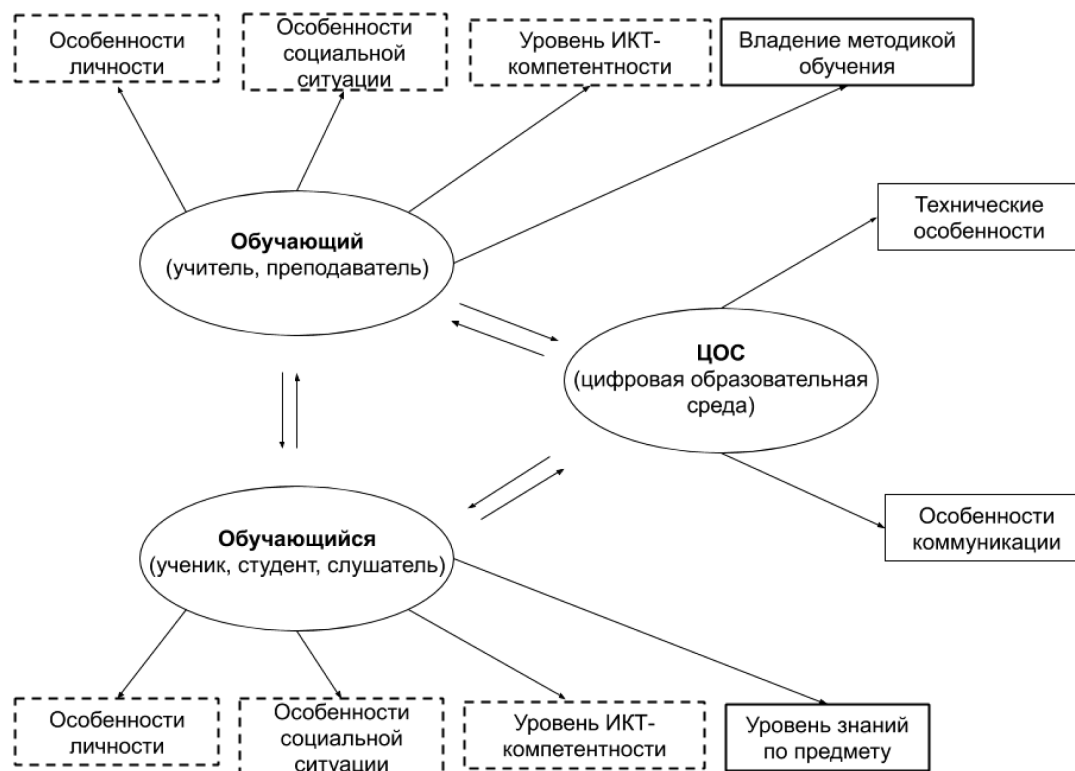 Особенности
личности
Особенности
социальной
ситуации
Уровень ИКТ-
компетентности
Владение методикой
обучения
Технические
особенности
Обучающий
(учитель, преподаватель)
ЦОС
(цифровая образовательная
среда)
Особенности
коммуникации
Обучающийся
(ученик, студент, слушатель)
Особенности
личности
Особенности
социальной
ситуации
Уровень ИКТ-
компетентности
Уровень знаний
по предмету